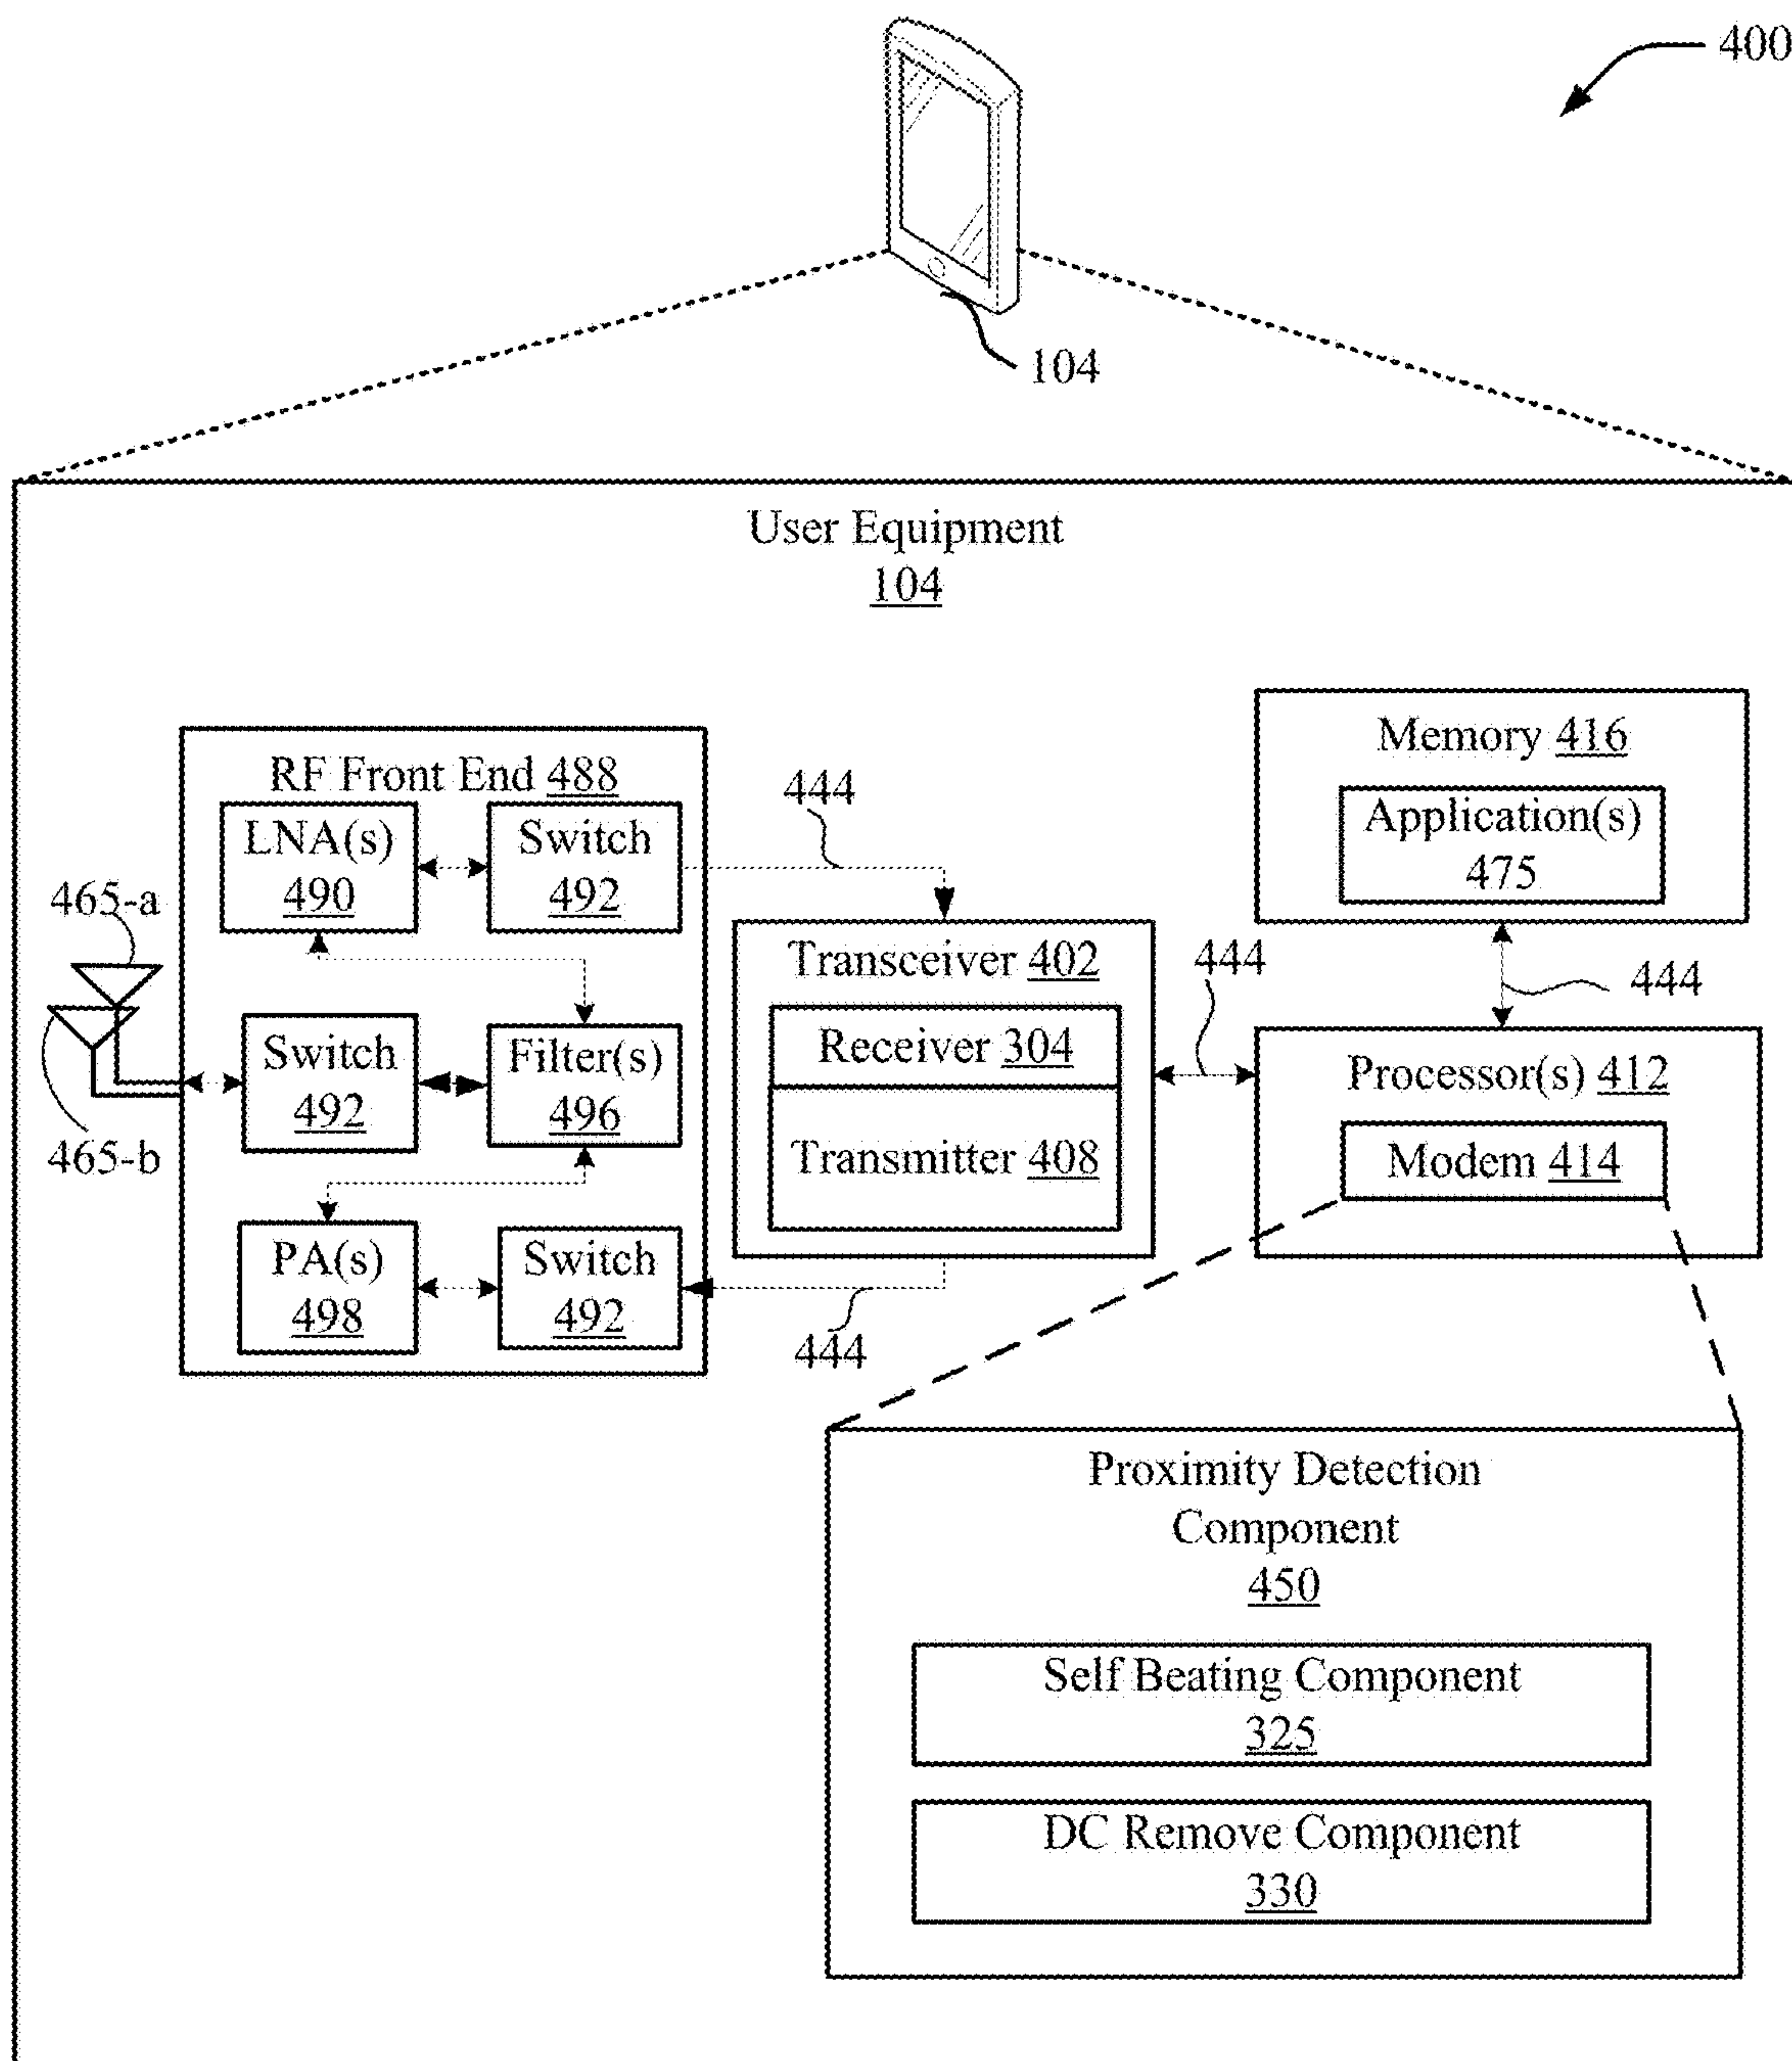 400
104
User Equipment
104
RF Front End 488
LNA(s)
490
Switch
492
444
465-a
Switch
492
Filter(s)
496
465-b
PA(s)
498
Switch
492
444
Transceiver 402
Receiver 304
Transmitter 408
444
Memory 416
Application(s)
475
444
Processor(s) 412
Modem 414
Proximity Detection
Component
450
Self Beating Component
325
DC Remove Component
330